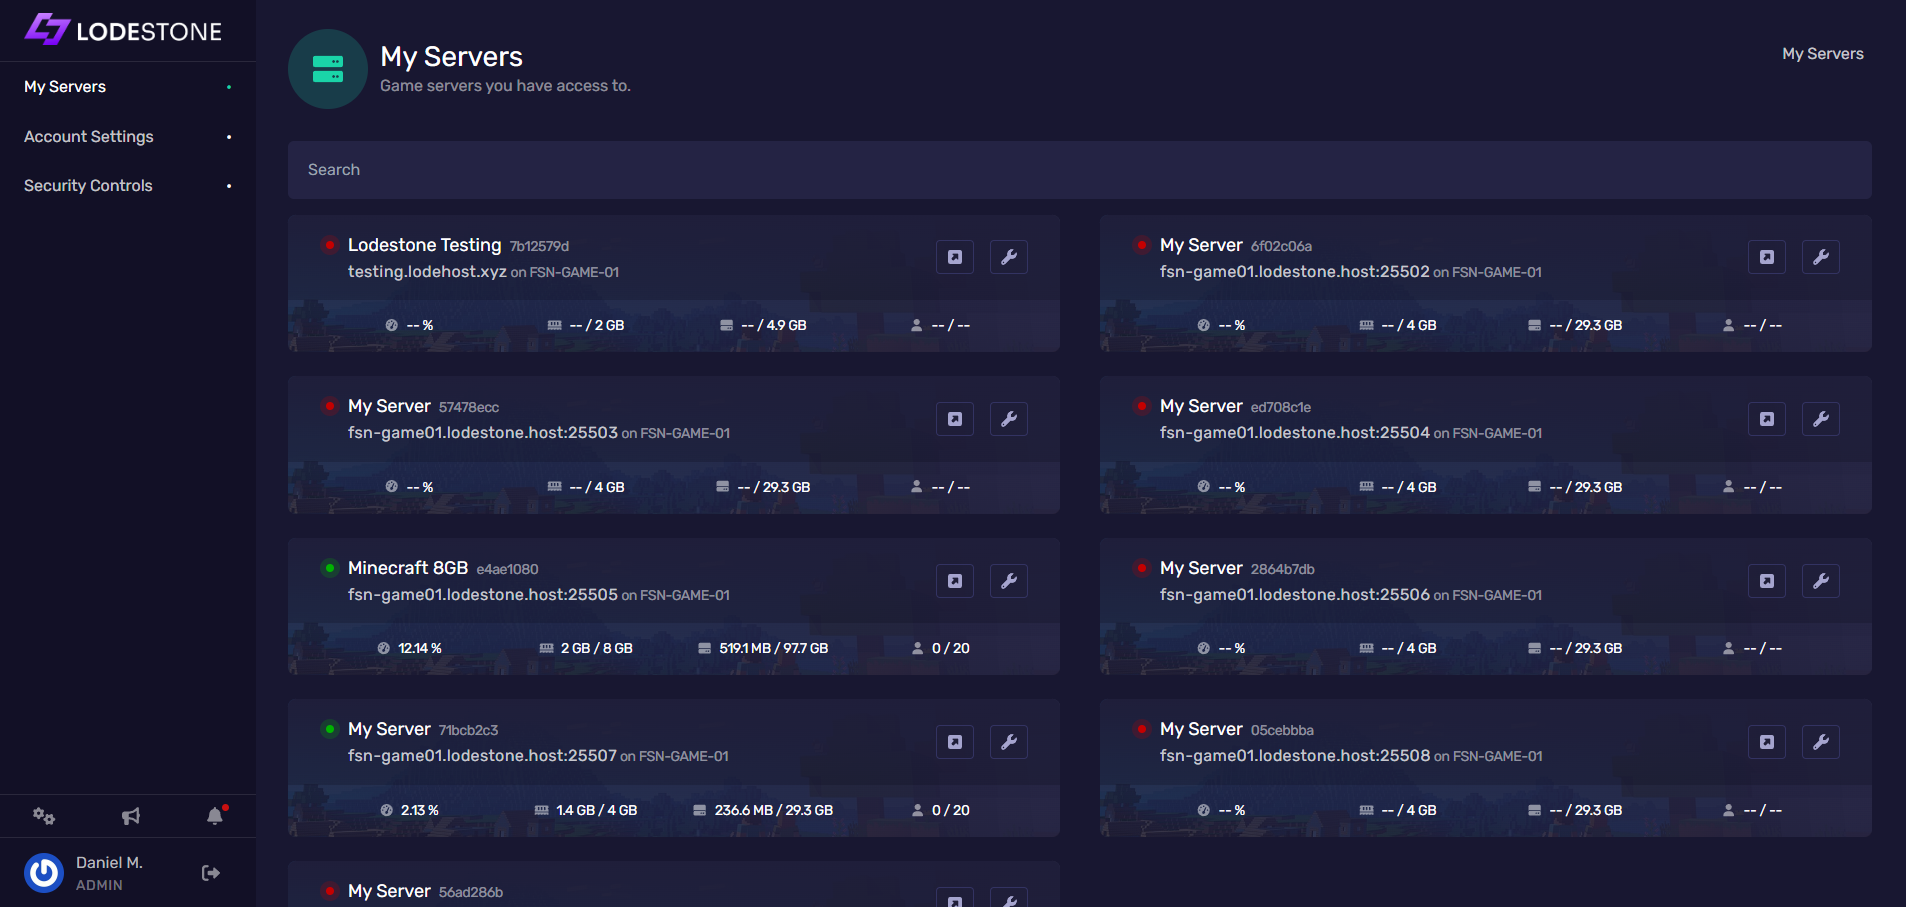 LODESTONE
My Servers
Account Settings
Security Controls
Daniel M.
ADMIN
My Servers
Game servers you have access to.
My Servers
Search
Lodestone Testing 7b12579d
testing.lodehost.xyz on FSN-GAME-01
-- %
-- / 2 GB
-- / 4.9 GB
-- / --
My Server 6f02c06a
fsn-game01.lodestone.host:25502 on FSN-GAME-01
-- %
-- / 4 GB
-- / 29.3 GB
-- / --
My Server 57478ecc
fsn-game01.lodestone.host:25503 on FSN-GAME-01
-- %
-- / 4 GB
-- / 29.3 GB
-- / --
My Server ed708c1e
fsn-game01.lodestone.host:25504 on FSN-GAME-01
-- %
-- / 4 GB
-- / 29.3 GB
-- / --
Minecraft 8GB e4ae1080
fsn-game01.lodestone.host:25505 on FSN-GAME-01
12.14 %
2 GB / 8 GB
519.1 MB / 97.7 GB
0 / 20
My Server 2864b7db
fsn-game01.lodestone.host:25506 on FSN-GAME-01
-- %
-- / 4 GB
-- / 29.3 GB
-- / --
My Server 71bcb2c3
fsn-game01.lodestone.host:25507 on FSN-GAME-01
2.13 %
1.4 GB / 4 GB
236.6 MB / 29.3 GB
0 / 20
My Server 05cebbba
fsn-game01.lodestone.host:25508 on FSN-GAME-01
-- %
-- / 4 GB
-- / 29.3 GB
-- / --
My Server 56ad286b